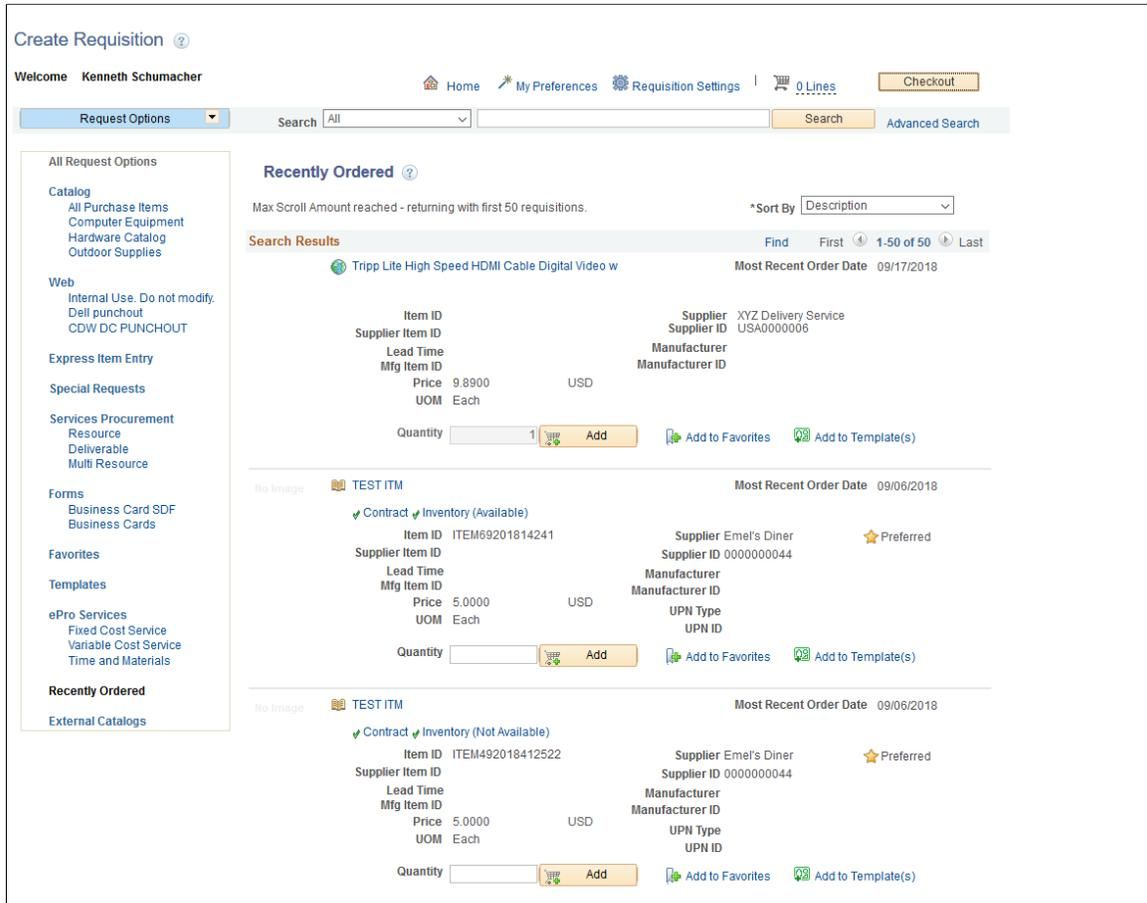 Create Requisition
Welcome Kenneth Schumacher
Home My Preferences Requisition Settings 0 Lines Checkout
Request Options Search All Search Advanced Search
All Request Options
Catalog
All Purchase Items
Computer Equipment
Hardware Catalog
Outdoor Supplies
Web
Internal Use. Do not modify.
Dell punchout
CDW DC PUNCHOUT
Express Item Entry
Special Requests
Services Procurement
Resource
Deliverable
Multi Resource
Forms
Business Card SDF
Business Cards
Favorites
Templates
ePro Services
Fixed Cost Service
Variable Cost Service
Time and Materials
Recently Ordered
External Catalogs
Recently Ordered
Max Scroll Amount reached - returning with first 50 requisitions. *Sort By Description
Search Results Find First 1-50 of 50 Last
Tripp Lite High Speed HDMI Cable Digital Video w Most Recent Order Date 09/17/2018
Item ID Supplier XYZ Delivery Service
Supplier Item ID Supplier ID USA0000006
Lead Time Manufacturer
Mfg Item ID Manufacturer ID
Price 9.8900 USD
UOM Each
Quantity 1 Add Add to Favorites Add to Template(s)
No Image TEST ITM Most Recent Order Date 09/06/2018
Contract Inventory (Available)
Item ID ITEM69201814241 Supplier Emel's Diner Preferred
Supplier Item ID Supplier ID 0000000044
Lead Time Manufacturer
Mfg Item ID Manufacturer ID
Price 5.0000 USD UPN Type
UOM Each UPN ID
Quantity Add Add to Favorites Add to Template(s)
No Image TEST ITM Most Recent Order Date 09/06/2018
Contract Inventory (Not Available)
Item ID ITEM492018412522 Supplier Emel's Diner Preferred
Supplier Item ID Supplier ID 0000000044
Lead Time Manufacturer
Mfg Item ID Manufacturer ID
Price 5.0000 USD UPN Type
UOM Each UPN ID
Quantity Add Add to Favorites Add to Template(s)